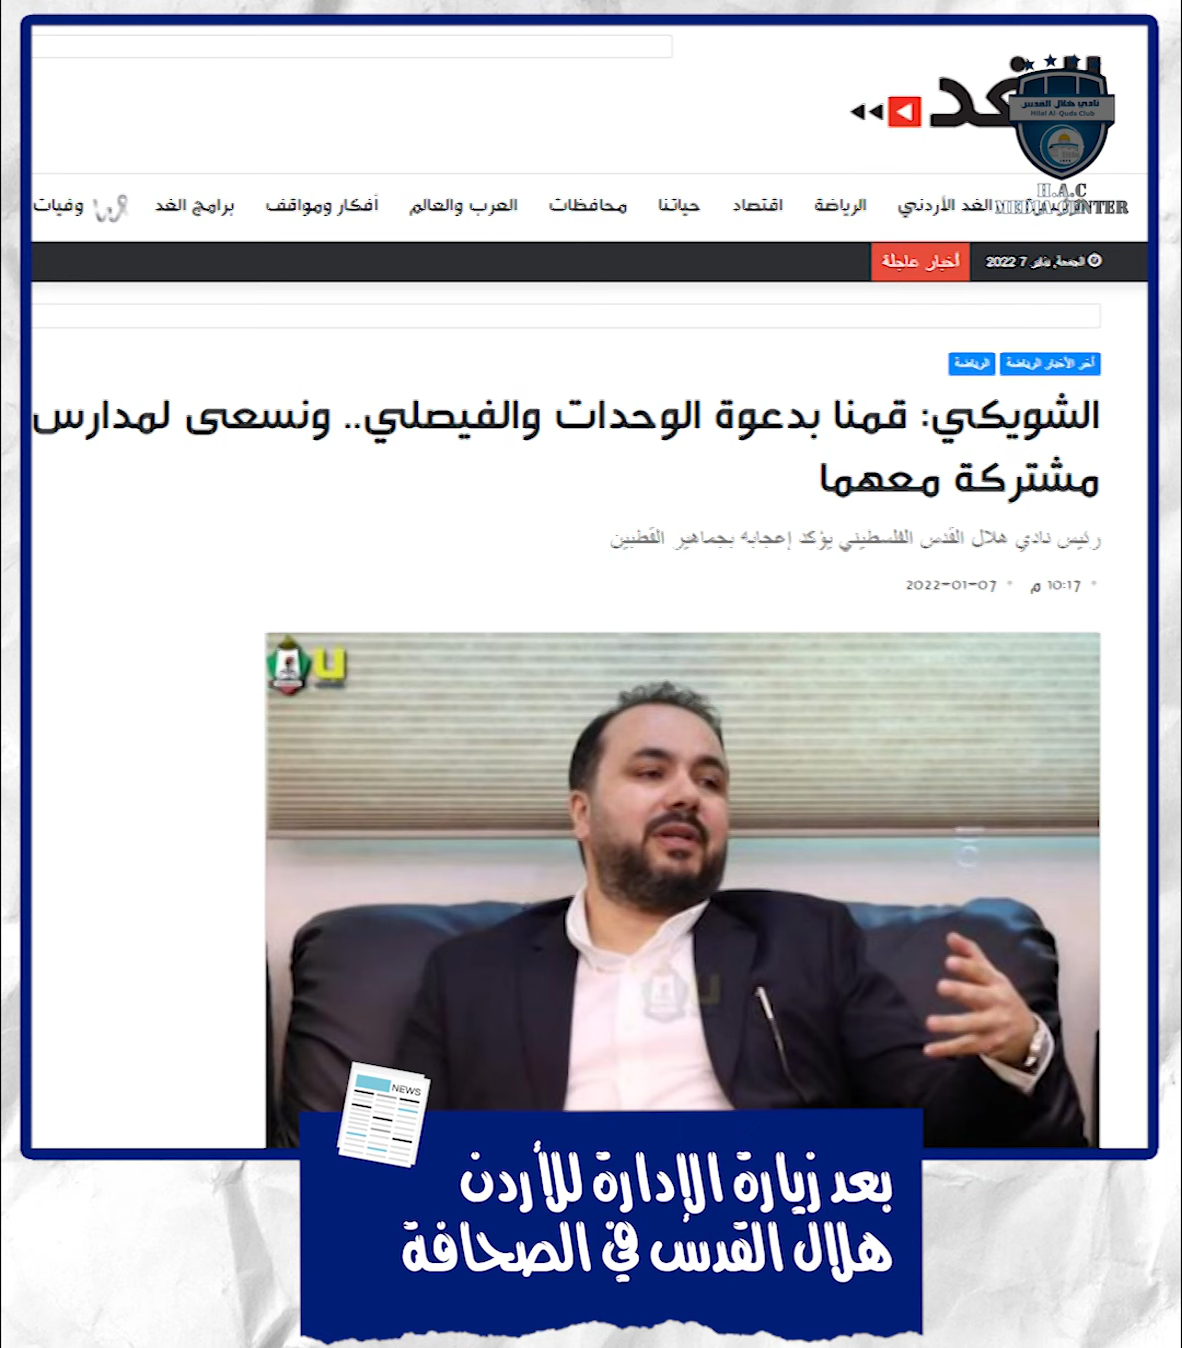 الغد
نادي هلال القدس
Hilal Al-Quds Club
H.A.C
MEDIA CENTER
الغد الأردني الرياضة اقتصاد حياتنا محافظات العرب والعالم أفكار ومواقف برامج الغد وفيات
الجمعة, يناير 7 2022 أخبار عاجلة
آخر الأخبار الرياضة الرياضة
الشويكي: قمنا بدعوة الوحدات والفيصلي.. ونسعى لمدارس
مشتركة معهما
رئيس نادي هلال القدس الفلسطيني يؤكد إعجابه بجماهير القطبين
10:17 م 2022-01-07
NEWS
بعد زيارة الإدارة للأردن
هلال القدس في الصحافة